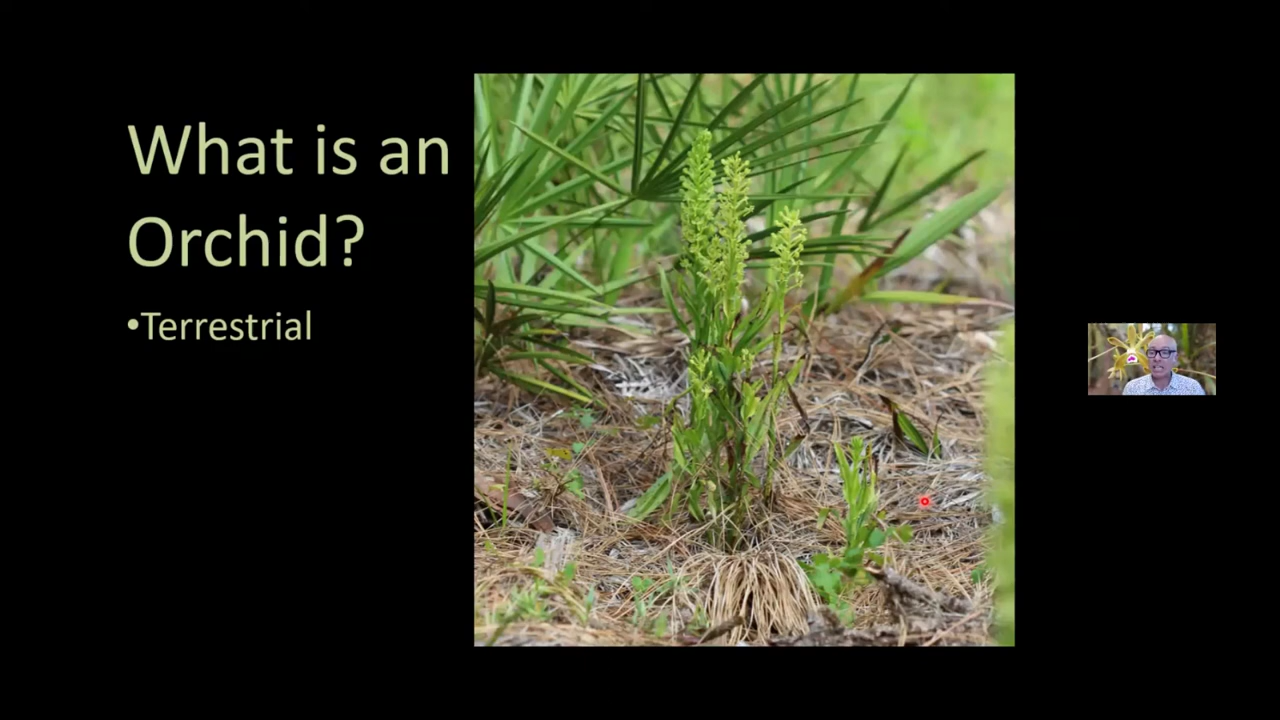 What is an
Orchid?
•Terrestrial